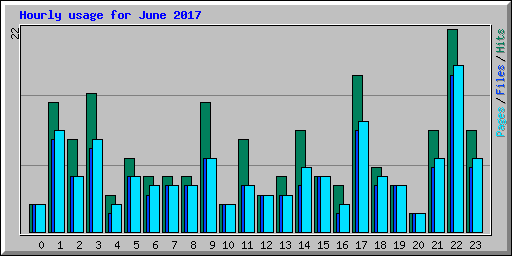 Hourly usage for June 2017
22
Pages/Files/Hits
0 1 2 3 4 5 6 7 8 9 10 11 12 13 14 15 16 17 18 19 20 21 22 23